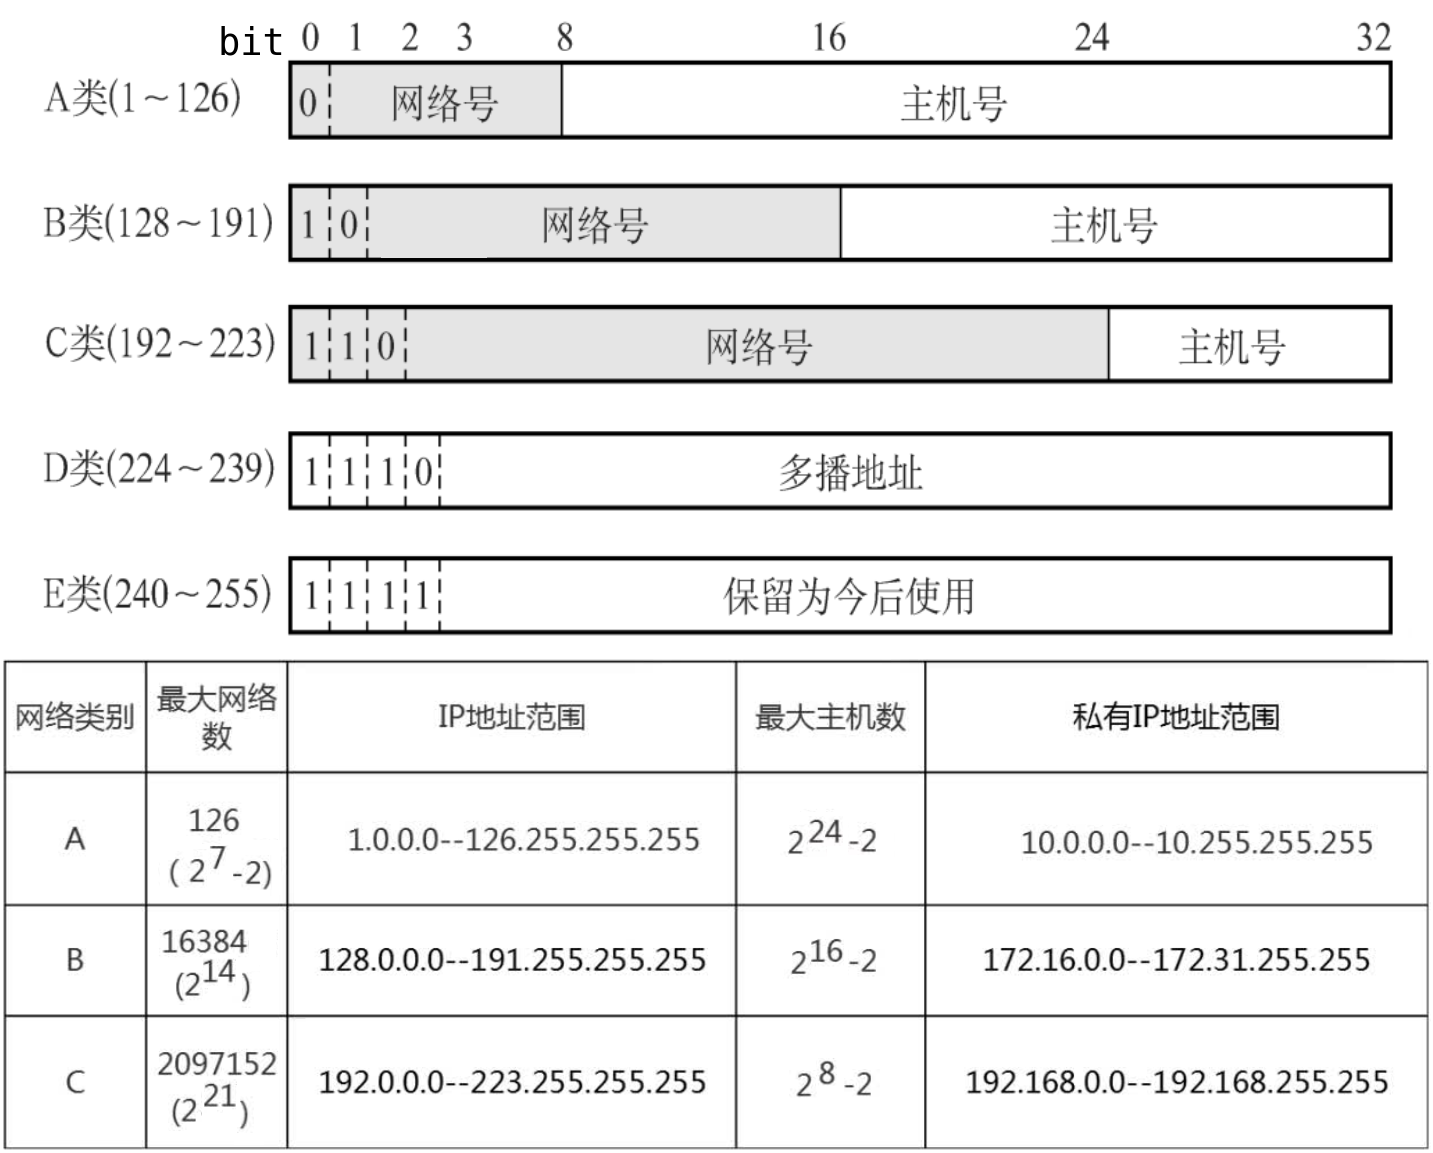 bit 0 1 2 3 8 16 24 32
A类(1～126) 0 网络号 主机号
B类(128～191) 1 0 网络号 主机号
C类(192～223) 1 1 0 网络号 主机号
D类(224～239) 1 1 1 0 多播地址
E类(240～255) 1 1 1 1 保留为今后使用
网络类别 最大网络数 IP地址范围 最大主机数 私有IP地址范围
A 126 (2^7-2) 1.0.0.0--126.255.255.255 2^24-2 10.0.0.0--10.255.255.255
B 16384 (2^14) 128.0.0.0--191.255.255.255 2^16-2 172.16.0.0--172.31.255.255
C 2097152 (2^21) 192.0.0.0--223.255.255.255 2^8-2 192.168.0.0--192.168.255.255